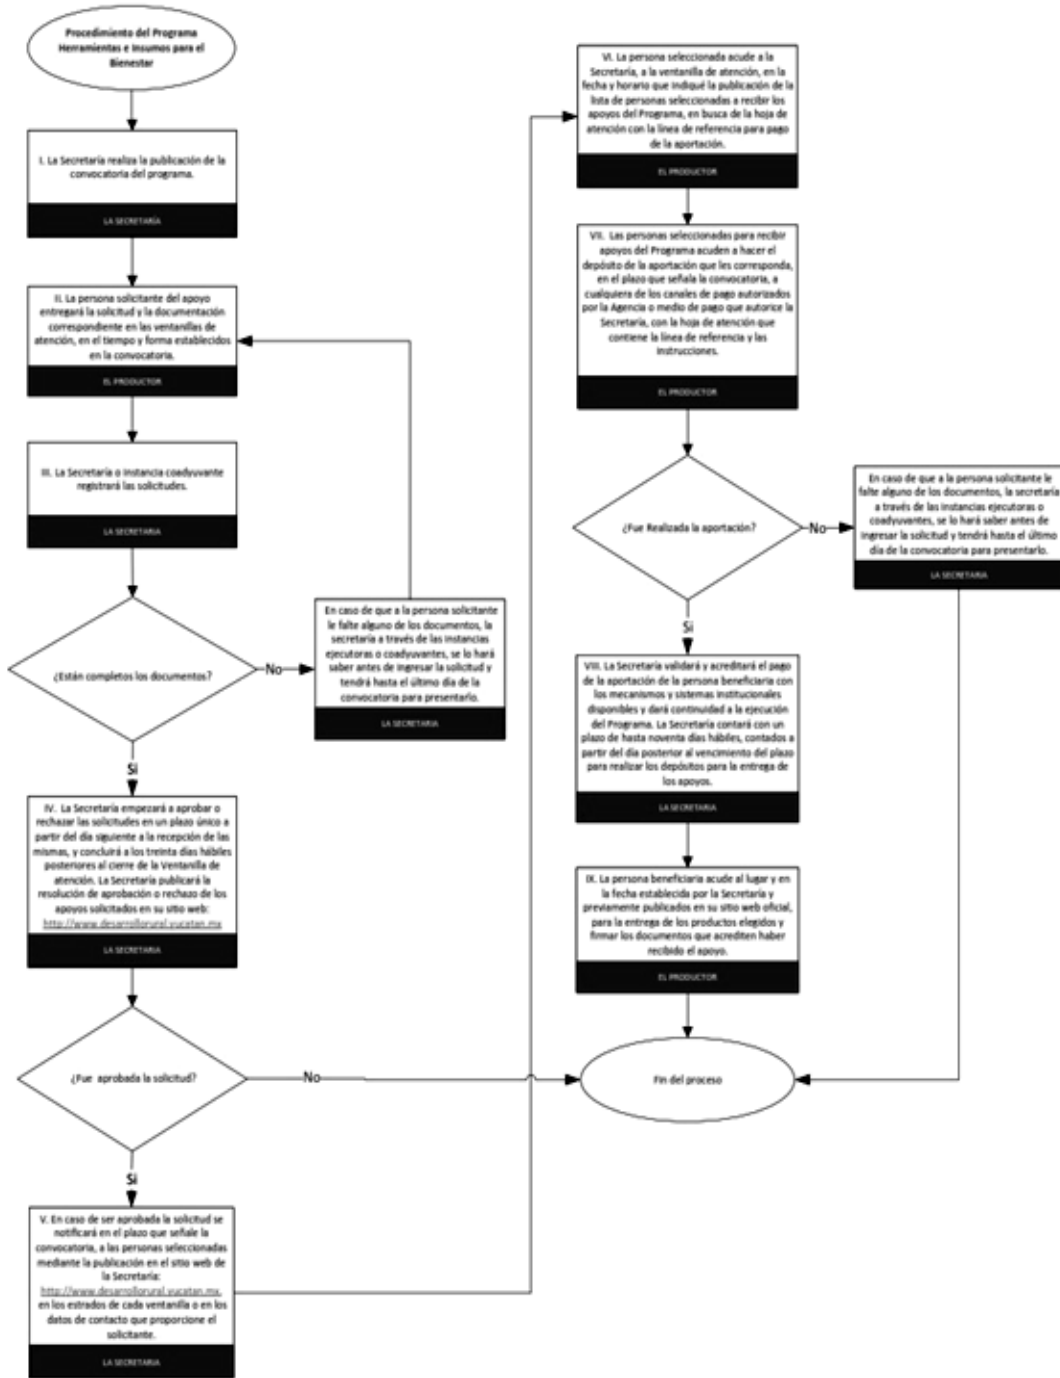 Procedimiento del Programa
Herramientas e Insumos para el
Bienestar
I. La Secretaría realiza la publicación de la
convocatoria del programa.
LA SECRETARÍA
II. La persona solicitante del apoyo
entregará la solicitud y la documentación
correspondiente en las ventanillas de
atención, en el tiempo y forma establecidos
en la convocatoria.
EL PRODUCTOR
III. La Secretaría o Instancia coadyuvante
registrará las solicitudes.
LA SECRETARIA
¿Están completos los documentos?
No
En caso de que a la persona solicitante
le falte alguno de los documentos, la
secretaría a través de las instancias
ejecutoras o coadyuvantes, se lo hará
saber antes de ingresar la solicitud y
tendrá hasta el último día de la
convocatoria para presentarlo.
LA SECRETARIA
Si
IV. La Secretaría empezará a aprobar o
rechazar las solicitudes en un plazo único a
partir del día siguiente a la recepción de las
mismas, y concluirá a los treinta días hábiles
posteriores al cierre de la Ventanilla de
atención. La Secretaría publicará la
resolución de aprobación o rechazo de los
apoyos solicitados en su sitio web:
http://www.desarrollorural.yucatan.mx
LA SECRETARIA
¿Fue aprobada la solicitud?
No
Si
V. En caso de ser aprobada la solicitud se
notificará en el plazo que señale la
convocatoria, a las personas seleccionadas
mediante la publicación en el sitio web de
la Secretaría:
http://www.desarrollorural.yucatan.mx,
en los estrados de cada ventanilla o en los
datos de contacto que proporcione el
solicitante.
LA SECRETARIA
VI. La persona seleccionada acude a la
Secretaría, a la ventanilla de atención, en la
fecha y horario que indiqué la publicación de la
lista de personas seleccionadas a recibir los
apoyos del Programa, en busca de la hoja de
atención con la línea de referencia para pago
de la aportación.
EL PRODUCTOR
VII. Las personas seleccionadas para recibir
apoyos del Programa acuden a hacer el
depósito de la aportación que les corresponda,
en el plazo que señala la convocatoria, a
cualquiera de los canales de pago autorizados
por la Agencia o medio de pago que autorice la
Secretaría, con la hoja de atención que
contiene la línea de referencia y las
instrucciones.
EL PRODUCTOR
¿Fue Realizada la aportación?
No
En caso de que a la persona solicitante le
falte alguno de los documentos, la secretaría
a través de las instancias ejecutoras o
coadyuvantes, se lo hará saber antes de
ingresar la solicitud y tendrá hasta el último
día de la convocatoria para presentarlo.
LA SECRETARIA
Si
VIII. La Secretaría validará y acreditará el pago
de la aportación de la persona beneficiaria con
los mecanismos y sistemas institucionales
disponibles y dará continuidad a la ejecución
del Programa. La Secretaría contará con un
plazo de hasta noventa días hábiles, contados a
partir del día posterior al vencimiento del plazo
para realizar los depósitos para la entrega de
los apoyos.
LA SECRETARIA
IX. La persona beneficiaria acude al lugar y en
la fecha establecida por la Secretaría y
previamente publicados en su sitio web oficial,
para la entrega de los productos elegidos y
firmar los documentos que acrediten haber
recibido el apoyo.
EL PRODUCTOR
Fin del proceso